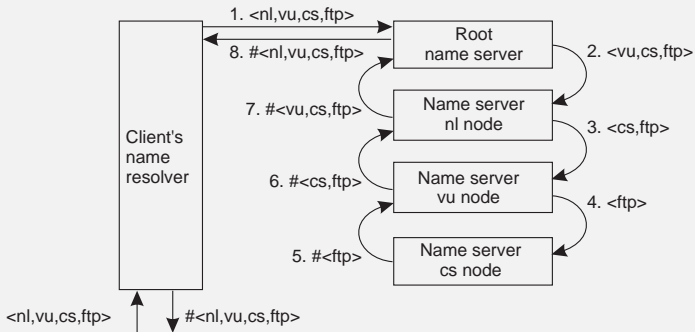 1. <nl,vu,cs,ftp>
8. #<nl,vu,cs,ftp>
Root
name server
2. <vu,cs,ftp>
7. #<vu,cs,ftp>
Name server
nl node
3. <cs,ftp>
Client's
name
resolver
6. #<cs,ftp>
Name server
vu node
4. <ftp>
5. #<ftp>
Name server
cs node
<nl,vu,cs,ftp>
#<nl,vu,cs,ftp>